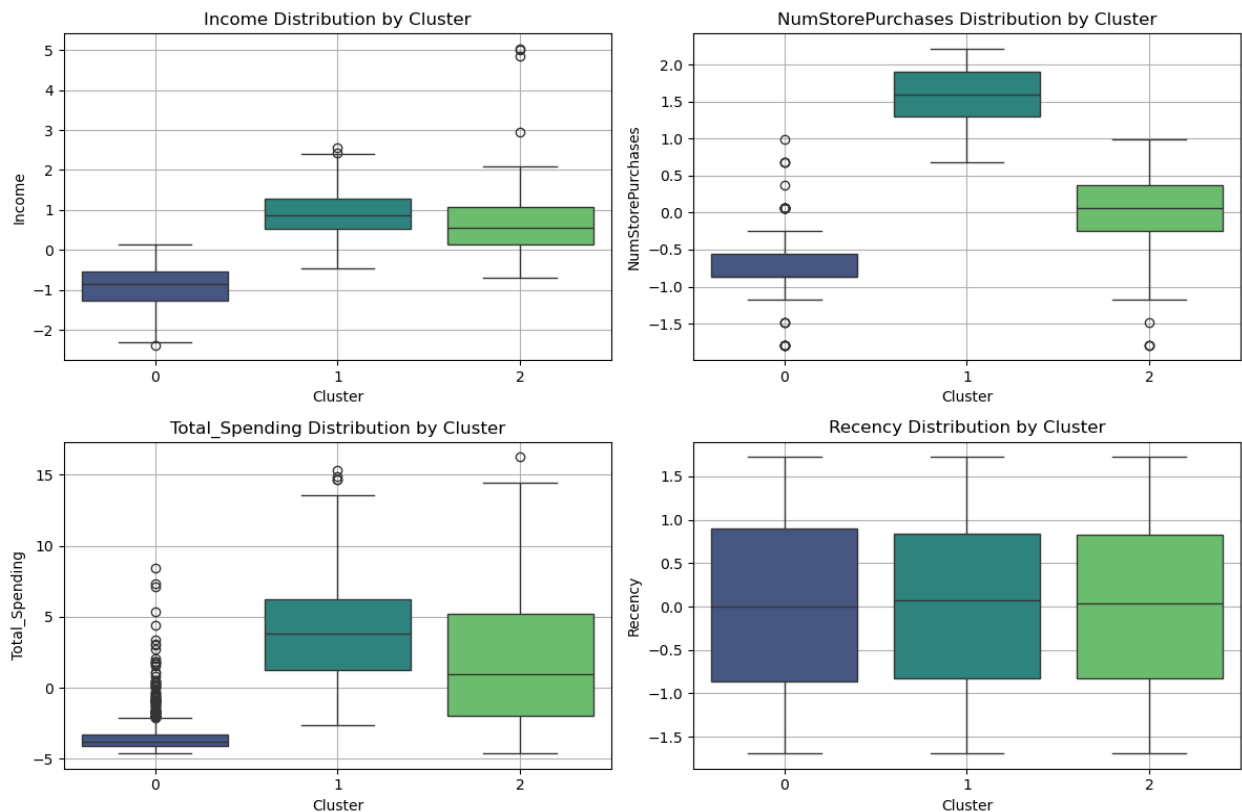 Income Distribution by Cluster
5
4
3
2
1
0
−1
−2
Income
0 1 2
Cluster
NumStorePurchases Distribution by Cluster
2.0
1.5
1.0
0.5
0.0
−0.5
−1.0
−1.5
NumStorePurchases
0 1 2
Cluster
Total_Spending Distribution by Cluster
15
10
5
0
−5
Total_Spending
0 1 2
Cluster
Recency Distribution by Cluster
1.5
1.0
0.5
0.0
−0.5
−1.0
−1.5
Recency
0 1 2
Cluster